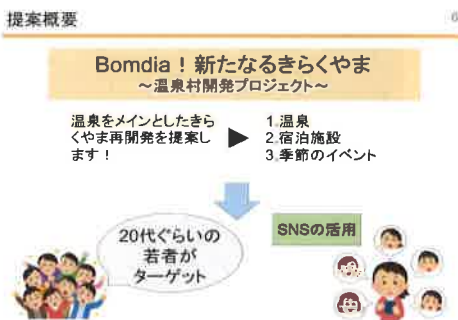 提案概要
6
Bomdia！新たなるきらくやま
～温泉村開発プロジェクト～
温泉をメインとしたきら
くやま再開発を提案し
ます！
1.温泉
2.宿泊施設
3.季節のイベント
20代ぐらいの
若者が
ターゲット
SNSの活用